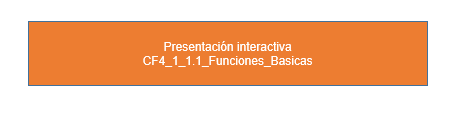 Presentación interactiva
CF4_1_1.1_Funciones_Basicas